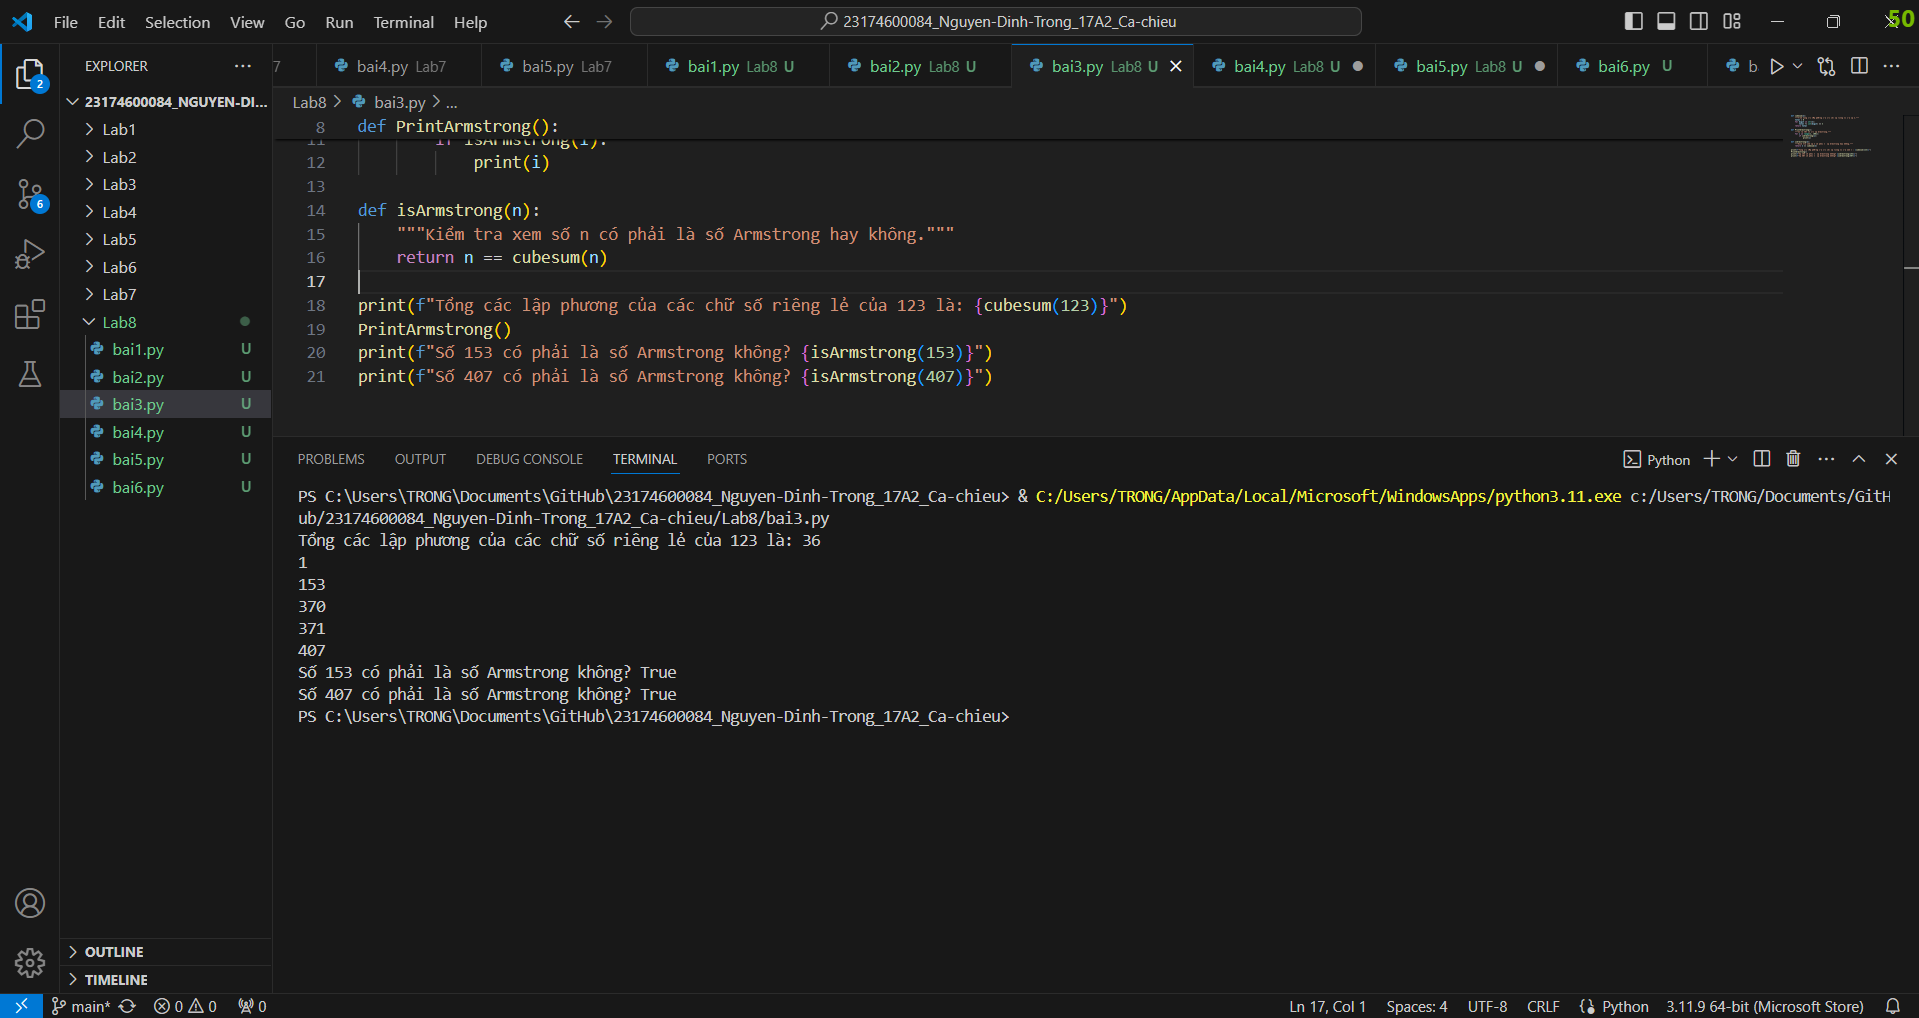 File Edit Selection View Go Run Terminal Help
23174600084_Nguyen-Dinh-Trong_17A2_Ca-chieu
50
EXPLORER
7
bai4.py Lab7
bai5.py Lab7
bai1.py Lab8 U
bai2.py Lab8 U
bai3.py Lab8 U
bai4.py Lab8 U
bai5.py Lab8 U
bai6.py U
b
2
6
23174600084_NGUYEN-DI...
Lab1
Lab2
Lab3
Lab4
Lab5
Lab6
Lab7
Lab8
bai1.py U
bai2.py U
bai3.py U
bai4.py U
bai5.py U
bai6.py U
OUTLINE
TIMELINE
Lab8 > bai3.py > ...
8 def PrintArmstrong():
11 if isArmstrong(i):
12 print(i)
13
14 def isArmstrong(n):
15 """Kiểm tra xem số n có phải là số Armstrong hay không."""
16 return n == cubesum(n)
17
18 print(f"Tổng các lập phương của các chữ số riêng lẻ của 123 là: {cubesum(123)}")
19 PrintArmstrong()
20 print(f"Số 153 có phải là số Armstrong không? {isArmstrong(153)}")
21 print(f"Số 407 có phải là số Armstrong không? {isArmstrong(407)}")
PROBLEMS OUTPUT DEBUG CONSOLE TERMINAL PORTS
Python
PS C:\Users\TRONG\Documents\GitHub\23174600084_Nguyen-Dinh-Trong_17A2_Ca-chieu> & C:/Users/TRONG/AppData/Local/Microsoft/WindowsApps/python3.11.exe c:/Users/TRONG/Documents/GitH
ub/23174600084_Nguyen-Dinh-Trong_17A2_Ca-chieu/Lab8/bai3.py
Tổng các lập phương của các chữ số riêng lẻ của 123 là: 36
1
153
370
371
407
Số 153 có phải là số Armstrong không? True
Số 407 có phải là số Armstrong không? True
PS C:\Users\TRONG\Documents\GitHub\23174600084_Nguyen-Dinh-Trong_17A2_Ca-chieu>
main* 0 0 0
Ln 17, Col 1 Spaces: 4 UTF-8 CRLF Python 3.11.9 64-bit (Microsoft Store)